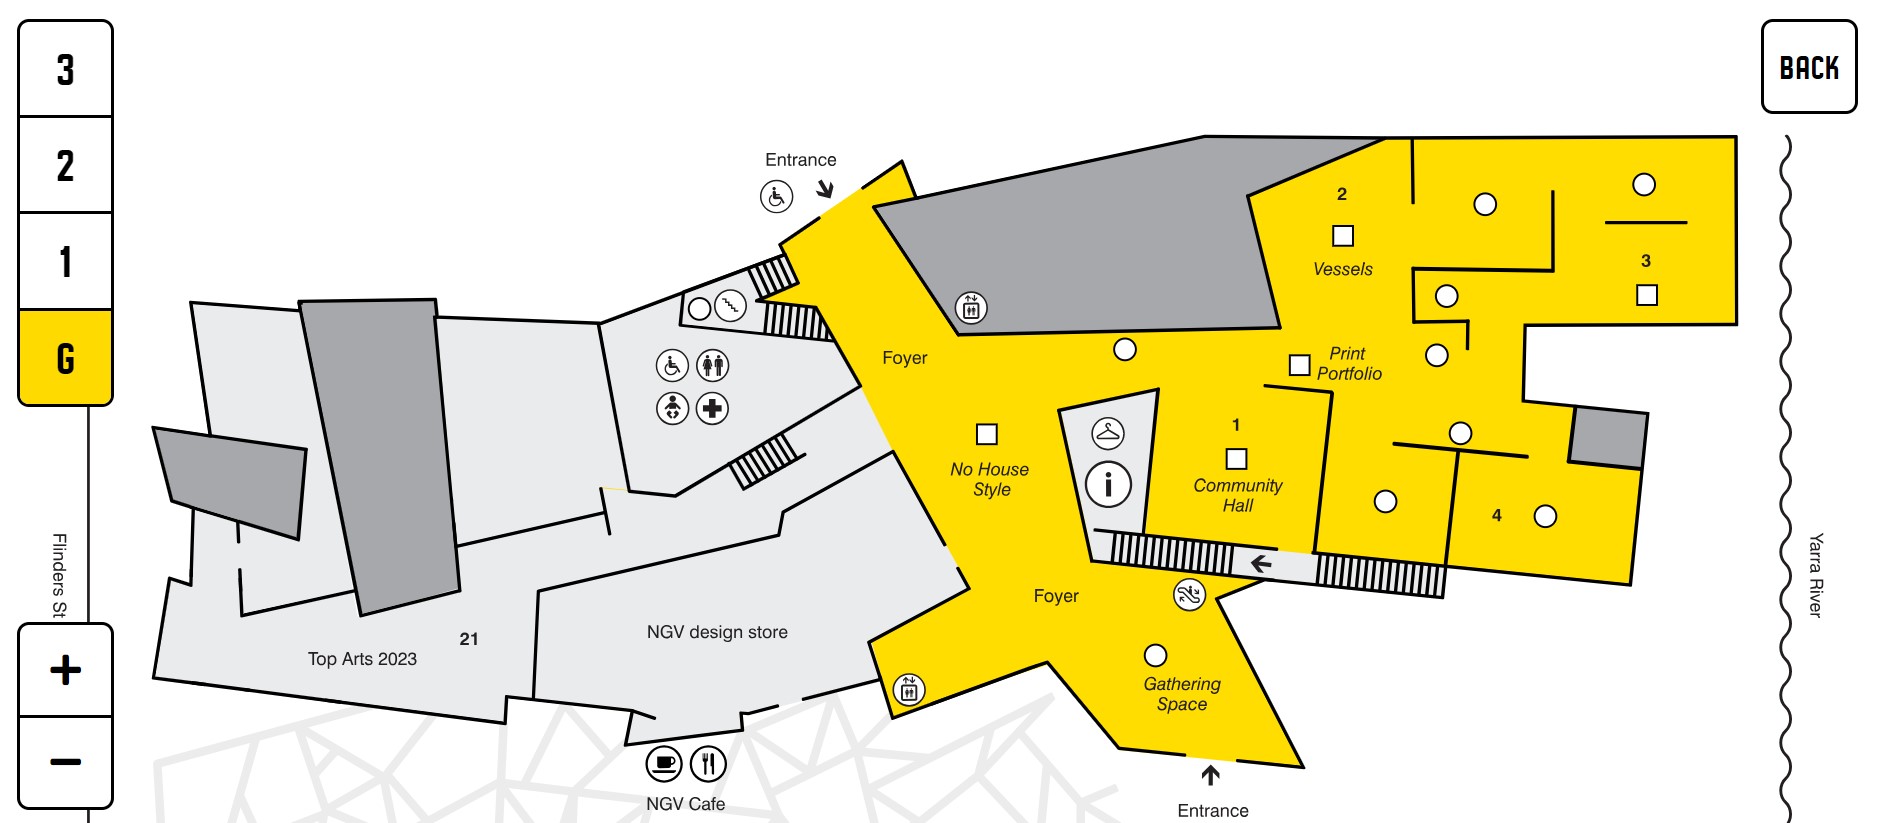 3
2
1
G
+
−
Flinders St
BACK
Yarra River
Entrance
2
Vessels
3
Foyer
Print
Portfolio
1
Community
Hall
No House
Style
i
4
Foyer
NGV design store
21
Top Arts 2023
Gathering
Space
NGV Cafe
Entrance